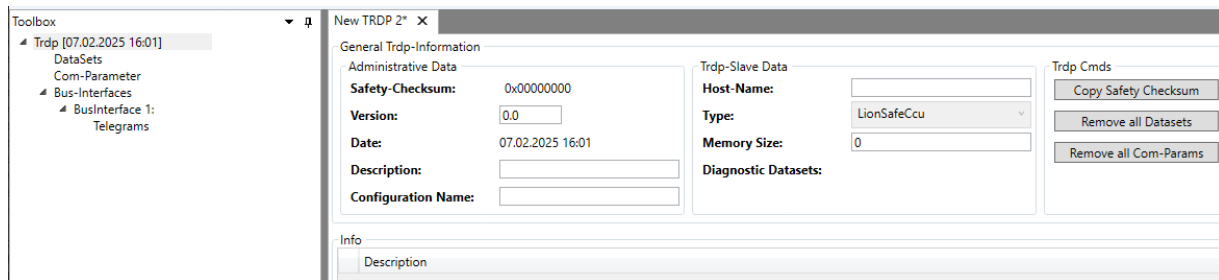 Toolbox
Trdp [07.02.2025 16:01]
DataSets
Com-Parameter
Bus-Interfaces
BusInterface 1:
Telegrams
New TRDP 2*
General Trdp-Information
Administrative Data
Safety-Checksum: 0x00000000
Version: 0.0
Date: 07.02.2025 16:01
Description:
Configuration Name:
Trdp-Slave Data
Host-Name:
Type: LionSafeCcu
Memory Size: 0
Diagnostic Datasets:
Trdp Cmds
Copy Safety Checksum
Remove all Datasets
Remove all Com-Params
Info
Description